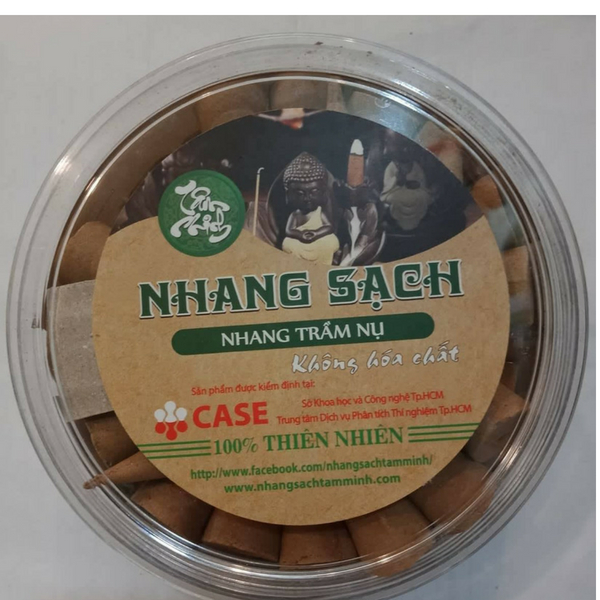 Tâm Minh
NHANG SẠCH
NHANG TRẦM NỤ
Không hóa chất
Sản phẩm được kiểm định tại:
CASE
Sở Khoa học và Công nghệ Tp.HCM
Trung tâm Dịch vụ Phân tích Thí nghiệm Tp.HCM
100% THIÊN NHIÊN
http://www.facebook.com/nhangsachtamminh/
www.nhangsachtamminh.com